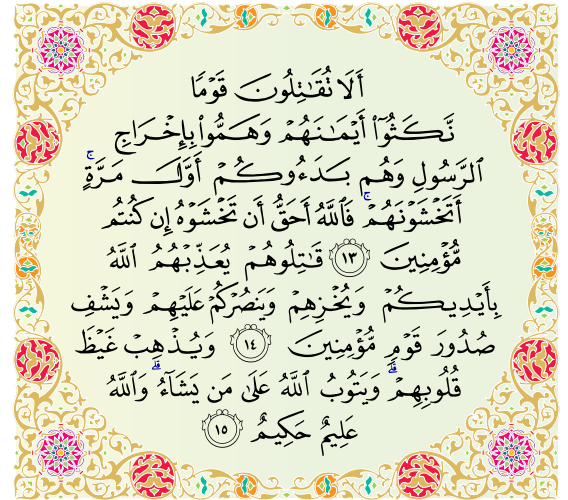 أَلَا تُقَـٰتِلُونَ قَوْمًا
نَّكَثُوٓا۟ أَيْمَـٰنَهُمْ وَهَمُّوا۟ بِإِخْرَاجِ
ٱلرَّسُولِ وَهُم بَدَءُوكُمْ أَوَّلَ مَرَّةٍ ۚ
أَتَخْشَوْنَهُمْ ۚ فَٱللَّهُ أَحَقُّ أَن تَخْشَوْهُ إِن كُنتُم
مُّؤْمِنِينَ ١٣ قَـٰتِلُوهُمْ يُعَذِّبْهُمُ ٱللَّهُ
بِأَيْدِيكُمْ وَيُخْزِهِمْ وَيَنصُرْكُمْ عَلَيْهِمْ وَيَشْفِ
صُدُورَ قَوْمٍ مُّؤْمِنِينَ ١٤ وَيُذْهِبْ غَيْظَ
قُلُوبِهِمْ ۗ وَيَتُوبُ ٱللَّهُ عَلَىٰ مَن يَشَآءُ ۗ وَٱللَّهُ
عَلِيمٌ حَكِيمٌ ١٥